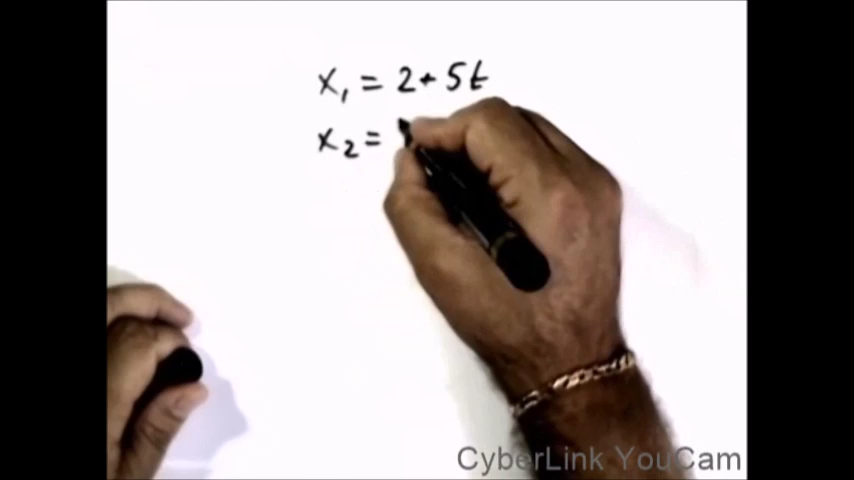 x₁ = 2 + 5t
x₂ =
CyberLink YouCam